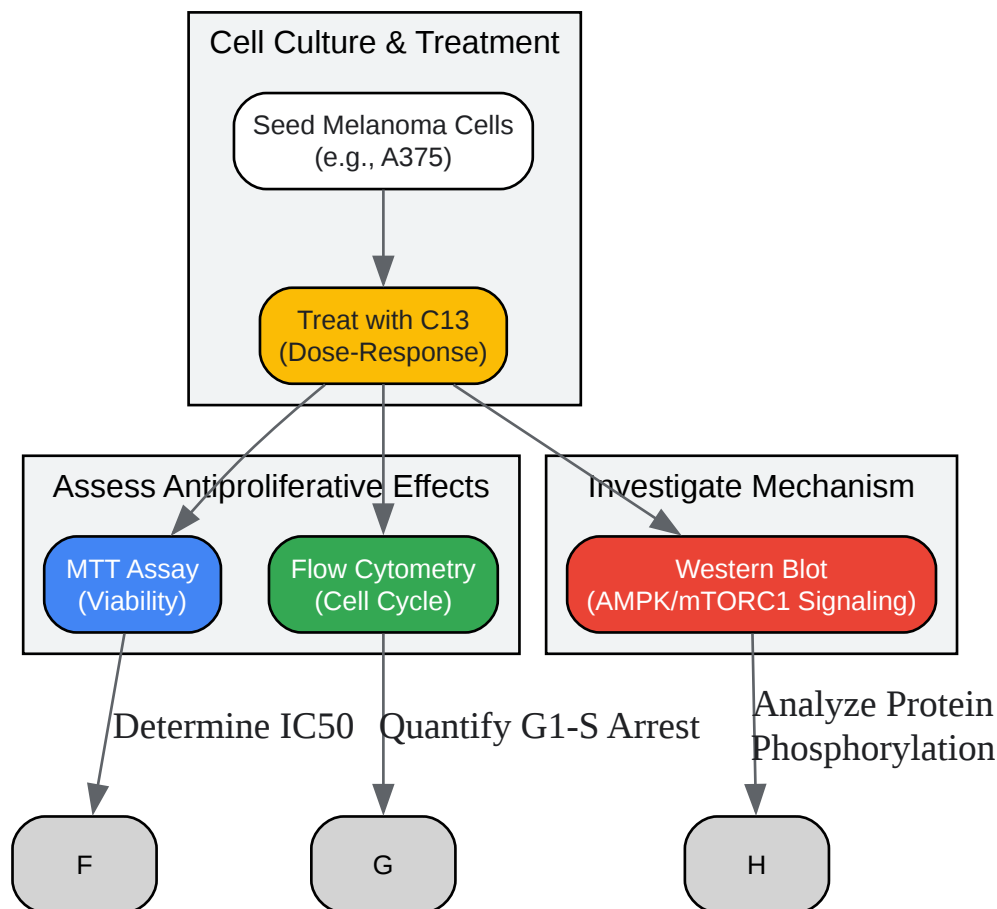 Cell Culture & Treatment
Seed Melanoma Cells
(e.g., A375)
Treat with C13
(Dose-Response)
Assess Antiproliferative Effects
Investigate Mechanism
MTT Assay
(Viability)
Flow Cytometry
(Cell Cycle)
Western Blot
(AMPK/mTORC1 Signaling)
Determine IC50
Quantify G1-S Arrest
Analyze Protein
Phosphorylation
F
G
H